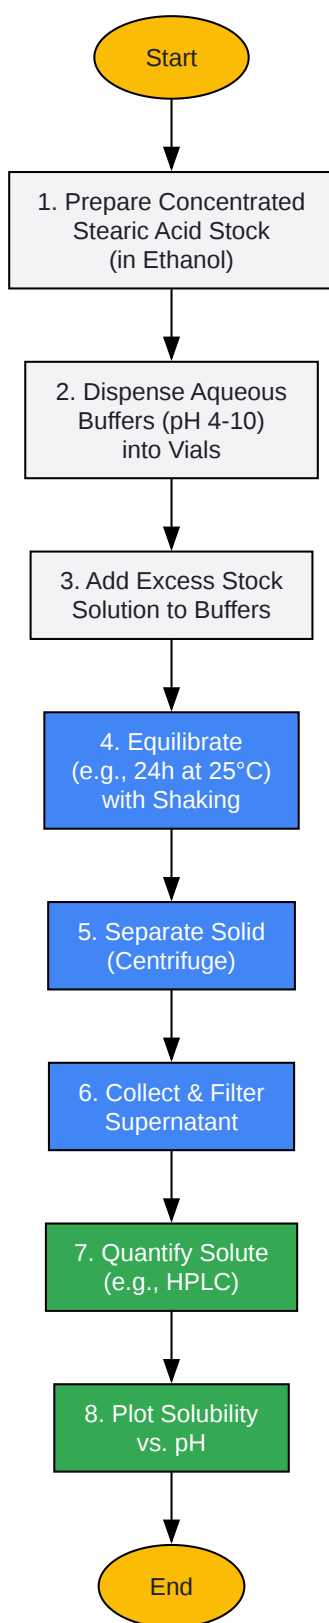 Start
1. Prepare Concentrated
Stearic Acid Stock
(in Ethanol)
2. Dispense Aqueous
Buffers (pH 4-10)
into Vials
3. Add Excess Stock
Solution to Buffers
4. Equilibrate
(e.g., 24h at 25°C)
with Shaking
5. Separate Solid
(Centrifuge)
6. Collect & Filter
Supernatant
7. Quantify Solute
(e.g., HPLC)
8. Plot Solubility
vs. pH
End